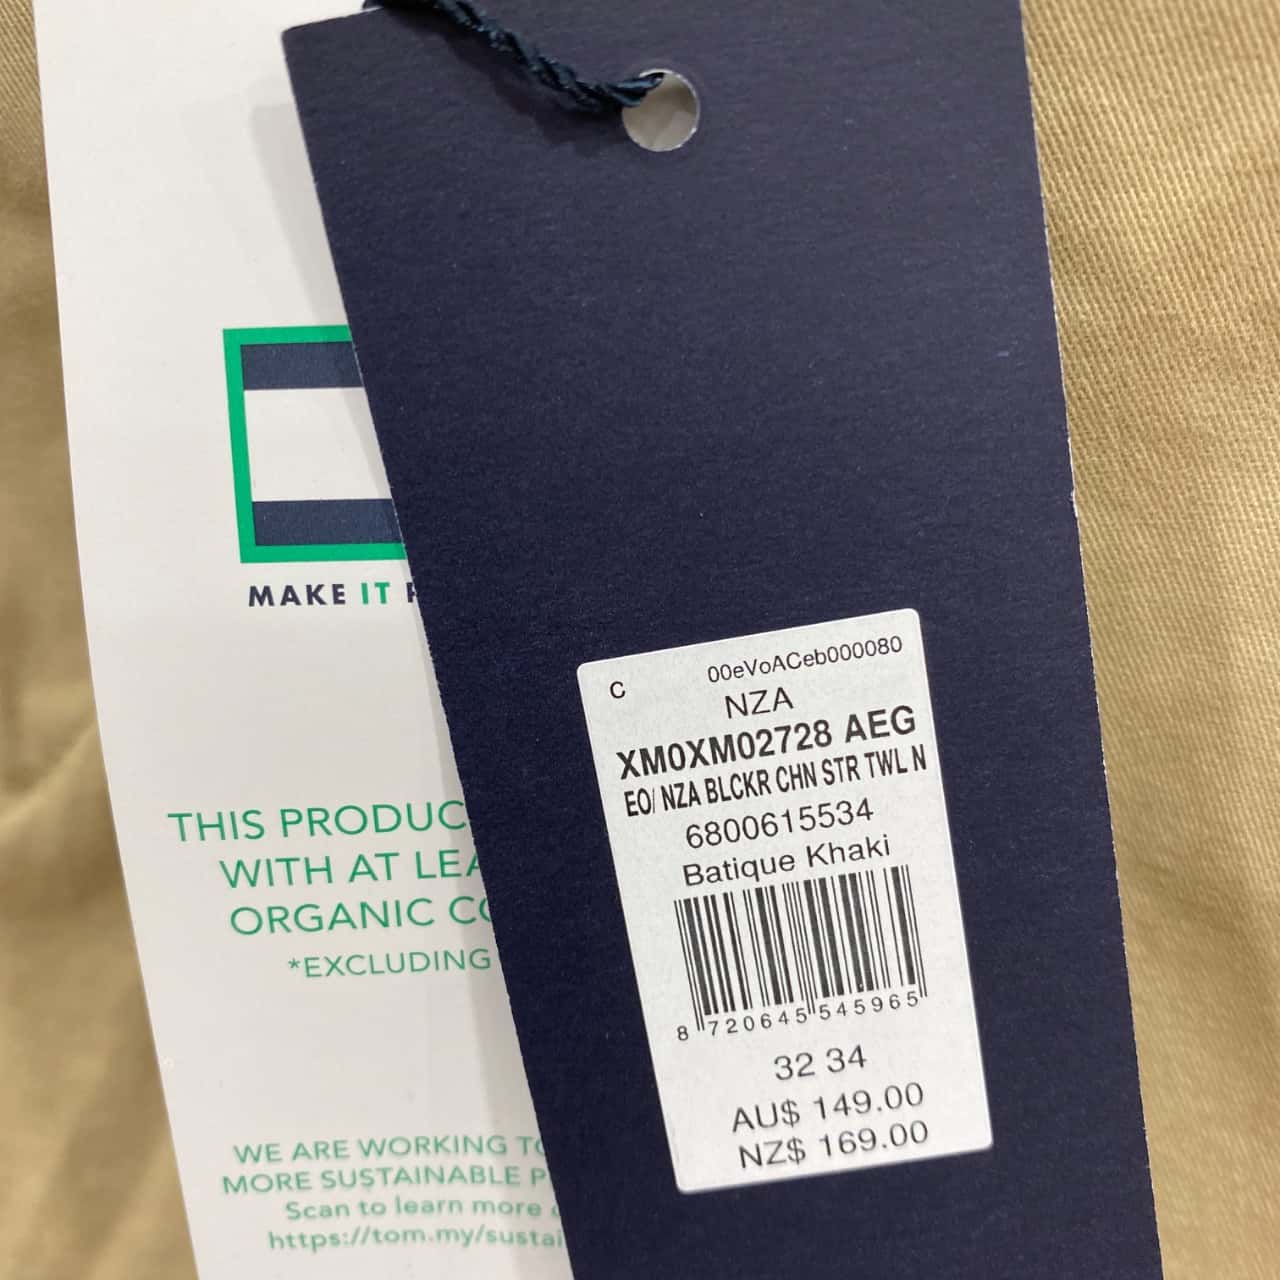 MAKE IT
THIS PRODUC
WITH AT LEA
ORGANIC CO
*EXCLUDING
WE ARE WORKING TO
MORE SUSTAINABLE P
Scan to learn more
https://tom.my/sustai
C 00eVoACeb000080
NZA
XM0XM02728 AEG
EO/ NZA BLCKR CHN STR TWL N
6800615534
Batique Khaki
8 720645 545965
32 34
AU$ 149.00
NZ$ 169.00